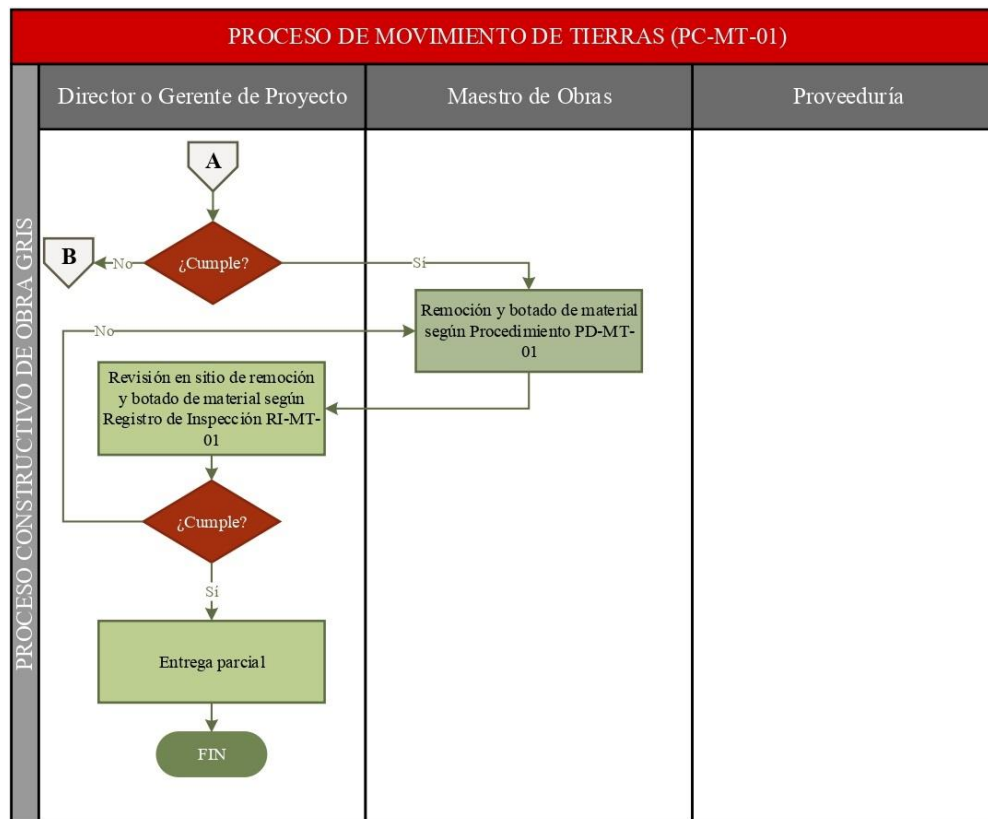 PROCESO DE MOVIMIENTO DE TIERRAS (PC-MT-01)
Director o Gerente de Proyecto
Maestro de Obras
Proveeduría
PROCESO CONSTRUCTIVO DE OBRA GRIS
A
B
No
¿Cumple?
Sí
Remoción y botado de material
según Procedimiento PD-MT-
01
No
Revisión en sitio de remoción
y botado de material según
Registro de Inspección RI-MT-
01
¿Cumple?
Sí
Entrega parcial
FIN